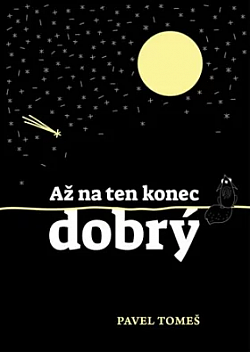 Až na ten konec
dobrý
PAVEL TOMEŠ